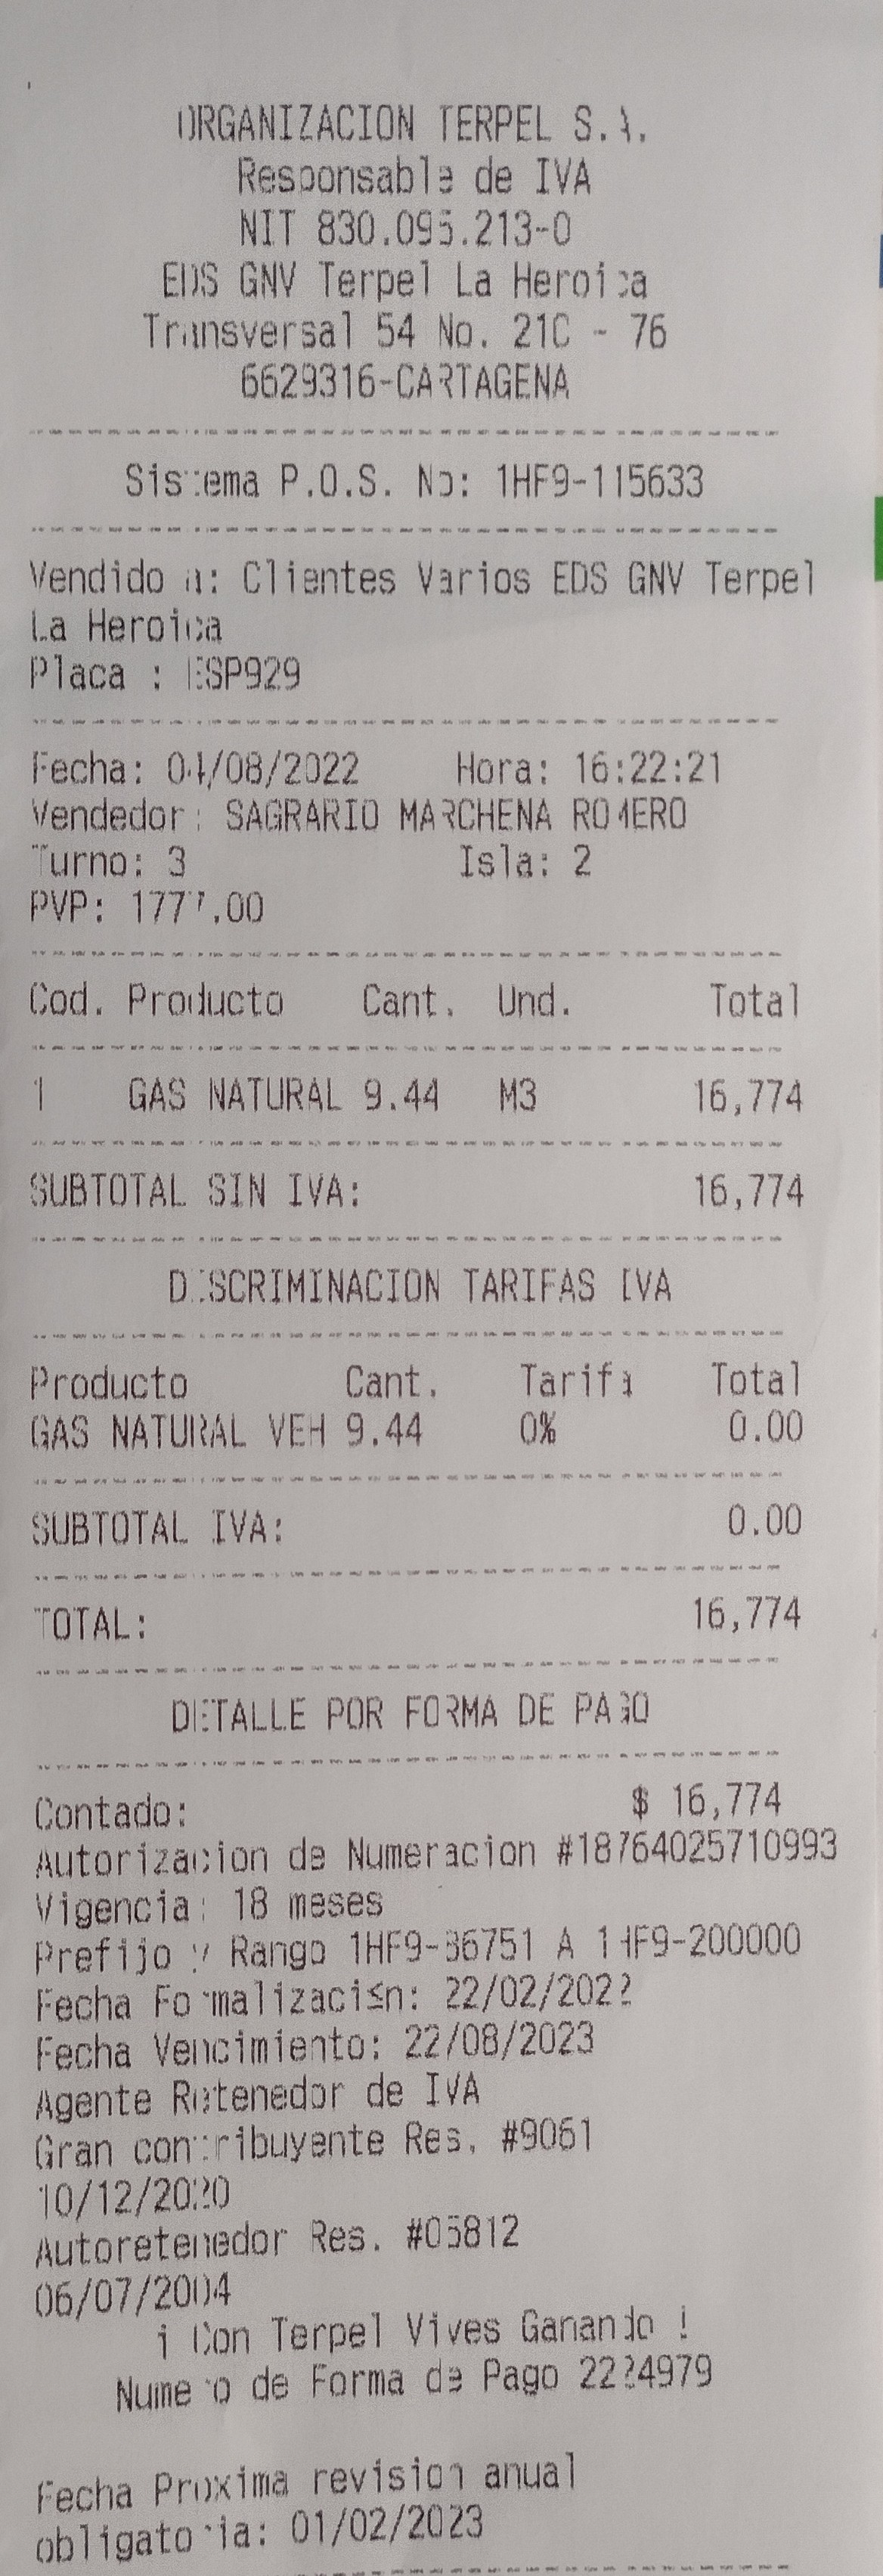 ORGANIZACION TERPEL S.A.
Responsable de IVA
NIT 830.095.213-0
EDS GNV Terpel La Heroica
Transversal 54 No. 21C - 76
6629316-CARTAGENA
Sistema P.O.S. No: 1HF9-115633
Vendido a: Clientes Varios EDS GNV Terpel
La Heroica
Placa : ESP929
Fecha: 04/08/2022 Hora: 16:22:21
Vendedor: SAGRARIO MARCHENA ROMERO
Turno: 3 Isla: 2
PVP: 1777.00
Cod. Producto Cant. Und. Total
1 GAS NATURAL 9.44 M3 16,774
SUBTOTAL SIN IVA: 16,774
DISCRIMINACION TARIFAS IVA
Producto Cant. Tarifa Total
GAS NATURAL VEH 9.44 0% 0.00
SUBTOTAL IVA: 0.00
TOTAL: 16,774
DETALLE POR FORMA DE PAGO
Contado: $ 16,774
Autorizacion de Numeracion #18764025710993
Vigencia: 18 meses
Prefijo y Rango 1HF9-86751 A 1HF9-200000
Fecha Formalizaci≤n: 22/02/2022
Fecha Vencimiento: 22/08/2023
Agente Retenedor de IVA
Gran contribuyente Res. #9061
10/12/2020
Autoretenedor Res. #05812
06/07/2004
¡ Con Terpel Vives Ganando !
Numero de Forma de Pago 2224979
Fecha Proxima revision anual
obligatoria: 01/02/2023